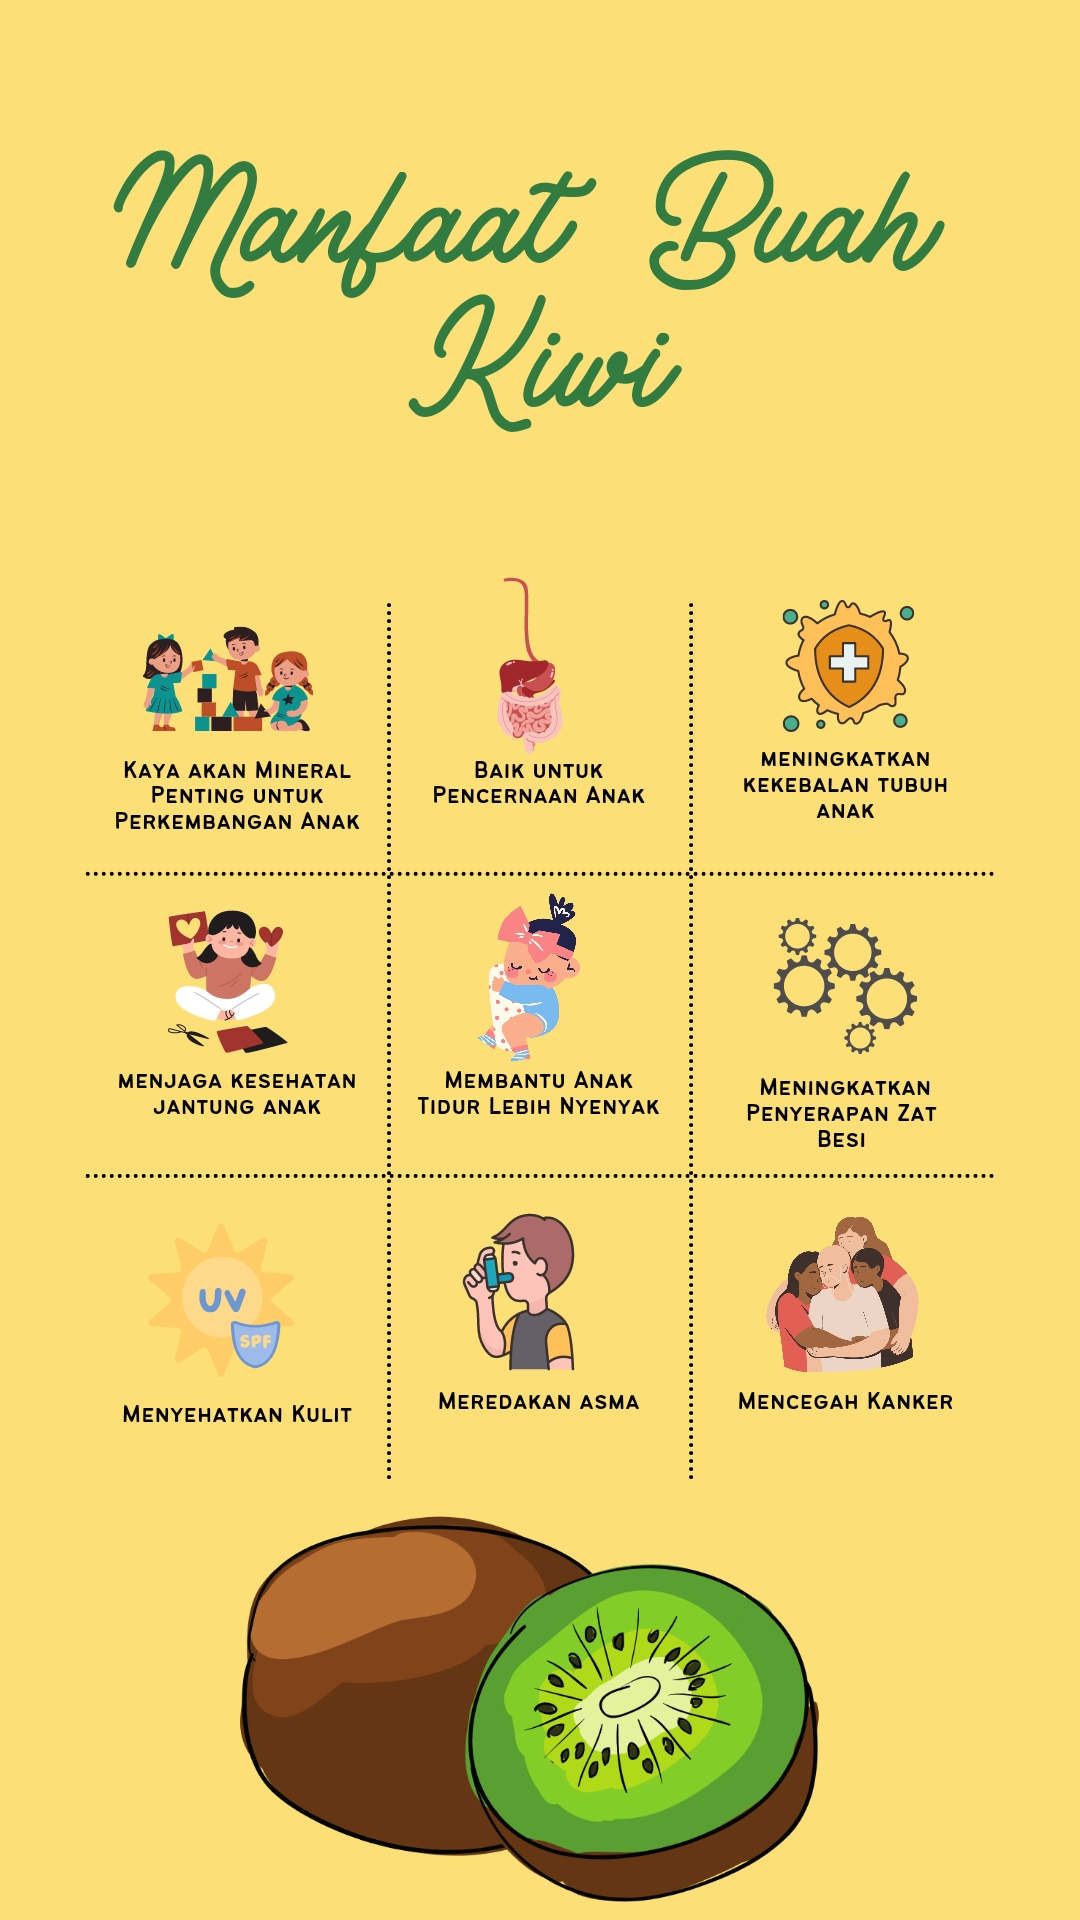 Manfaat Buah
Kiwi
Kaya akan Mineral
Penting untuk
Perkembangan Anak
Baik untuk
Pencernaan Anak
meningkatkan
kekebalan tubuh
anak
menjaga kesehatan
jantung anak
Membantu Anak
Tidur Lebih Nyenyak
Meningkatkan
Penyerapan Zat
Besi
UV
SPF
Menyehatkan Kulit
Meredakan asma
Mencegah Kanker